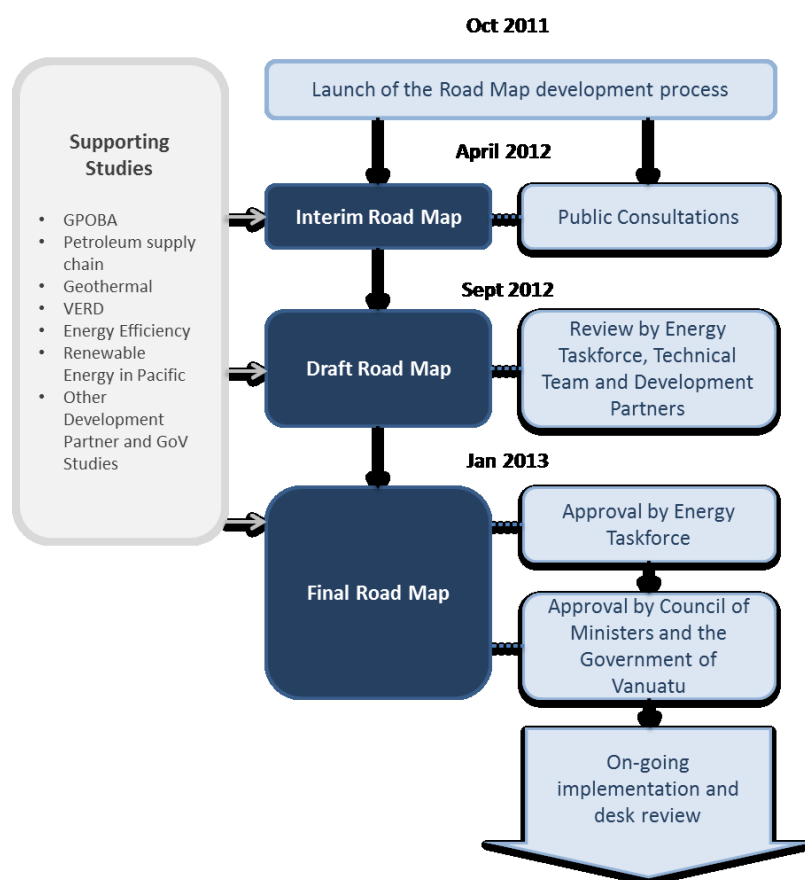 Oct 2011
Launch of the Road Map development process
Supporting
Studies
• GPOBA
• Petroleum supply
chain
• Geothermal
• VERD
• Energy Efficiency
• Renewable
Energy in Pacific
• Other
Development
Partner and GoV
Studies
April 2012
Interim Road Map
Public Consultations
Sept 2012
Draft Road Map
Review by Energy
Taskforce, Technical
Team and Development
Partners
Jan 2013
Final Road Map
Approval by Energy
Taskforce
Approval by Council of
Ministers and the
Government of
Vanuatu
On-going
implementation and
desk review